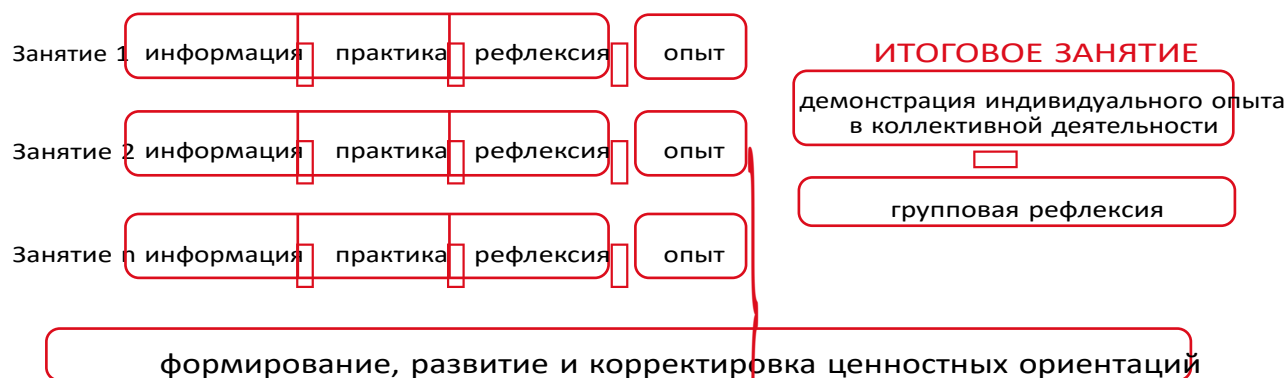 Занятие 1 информация практика рефлексия опыт
Занятие 2 информация практика рефлексия опыт
Занятие n информация практика рефлексия опыт
ИТОГОВОЕ ЗАНЯТИЕ
демонстрация индивидуального опыта
в коллективной деятельности
групповая рефлексия
формирование, развитие и корректировка ценностных ориентаций